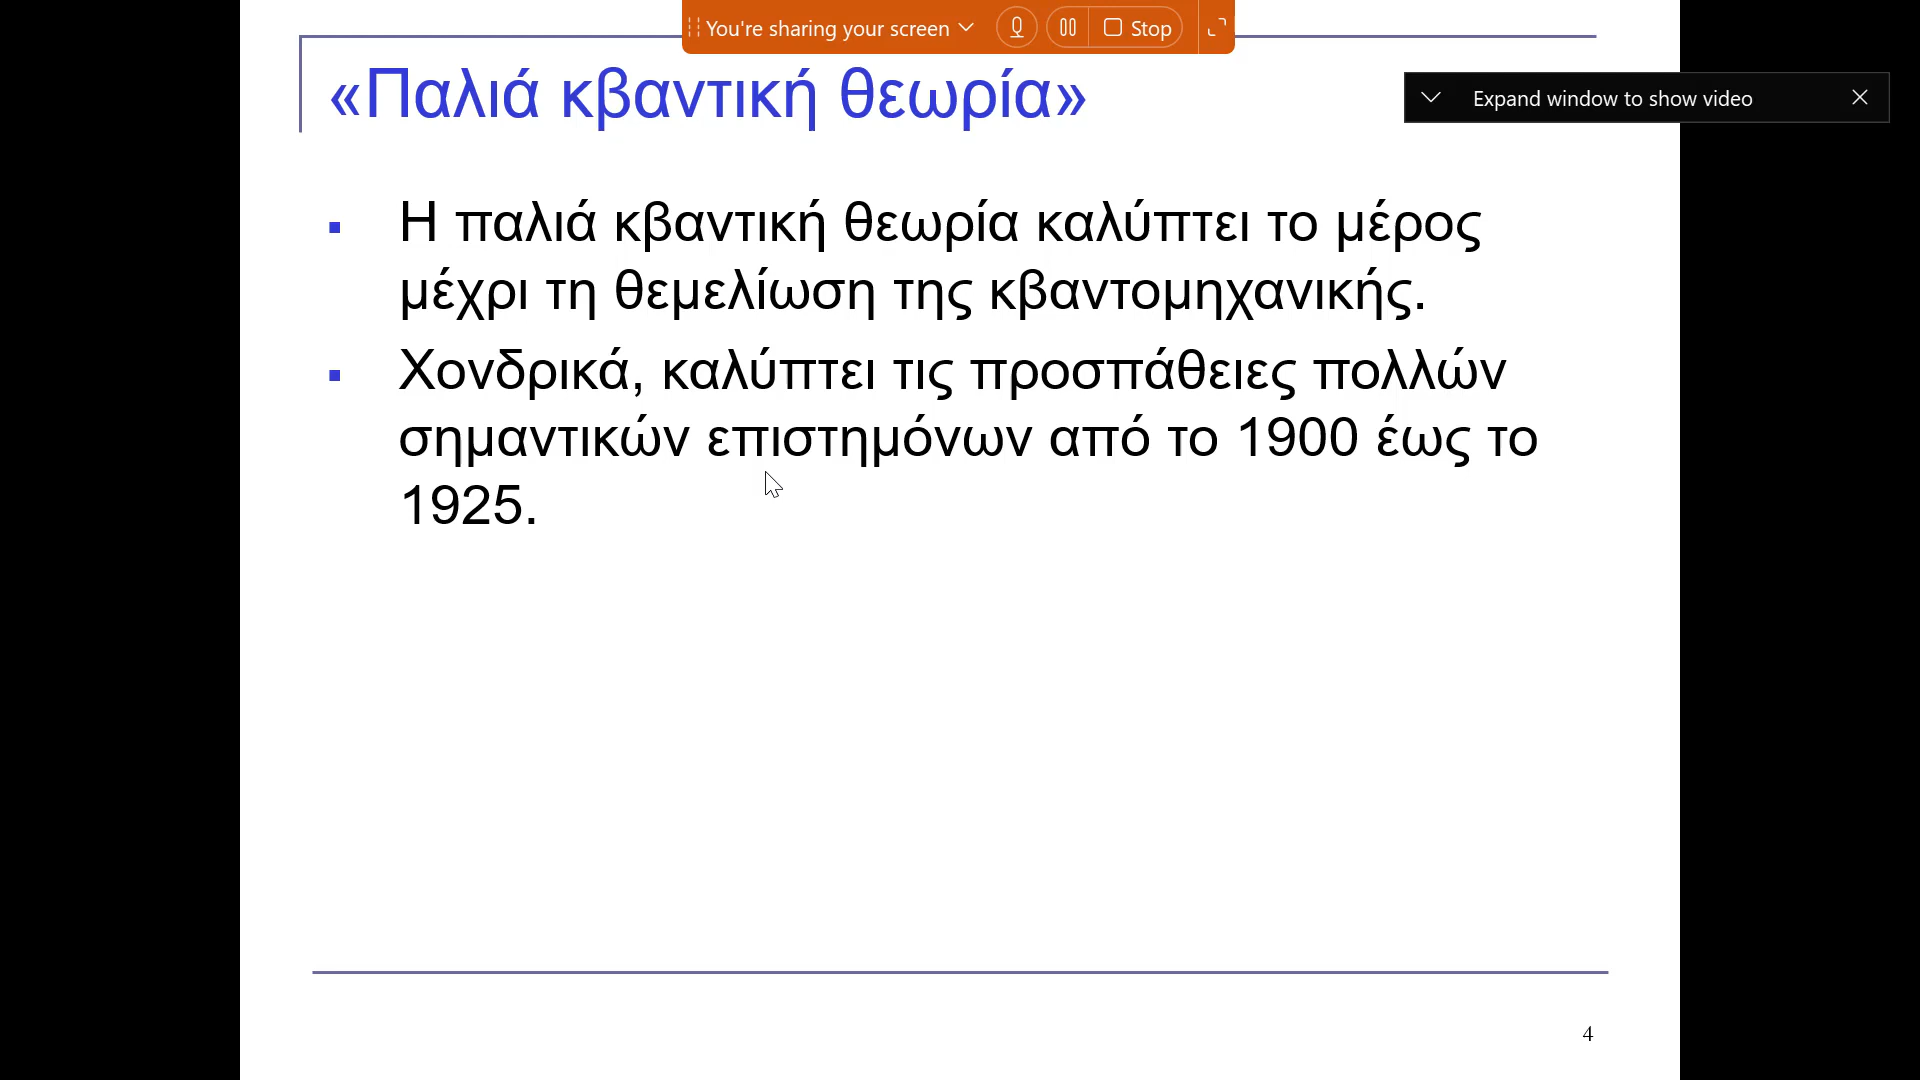 You're sharing your screen
Stop
«Παλιά κβαντική θεωρία»
Expand window to show video
Η παλιά κβαντική θεωρία καλύπτει το μέρος
μέχρι τη θεμελίωση της κβαντομηχανικής.
Χονδρικά, καλύπτει τις προσπάθειες πολλών
σημαντικών επιστημόνων από το 1900 έως το
1925.
4